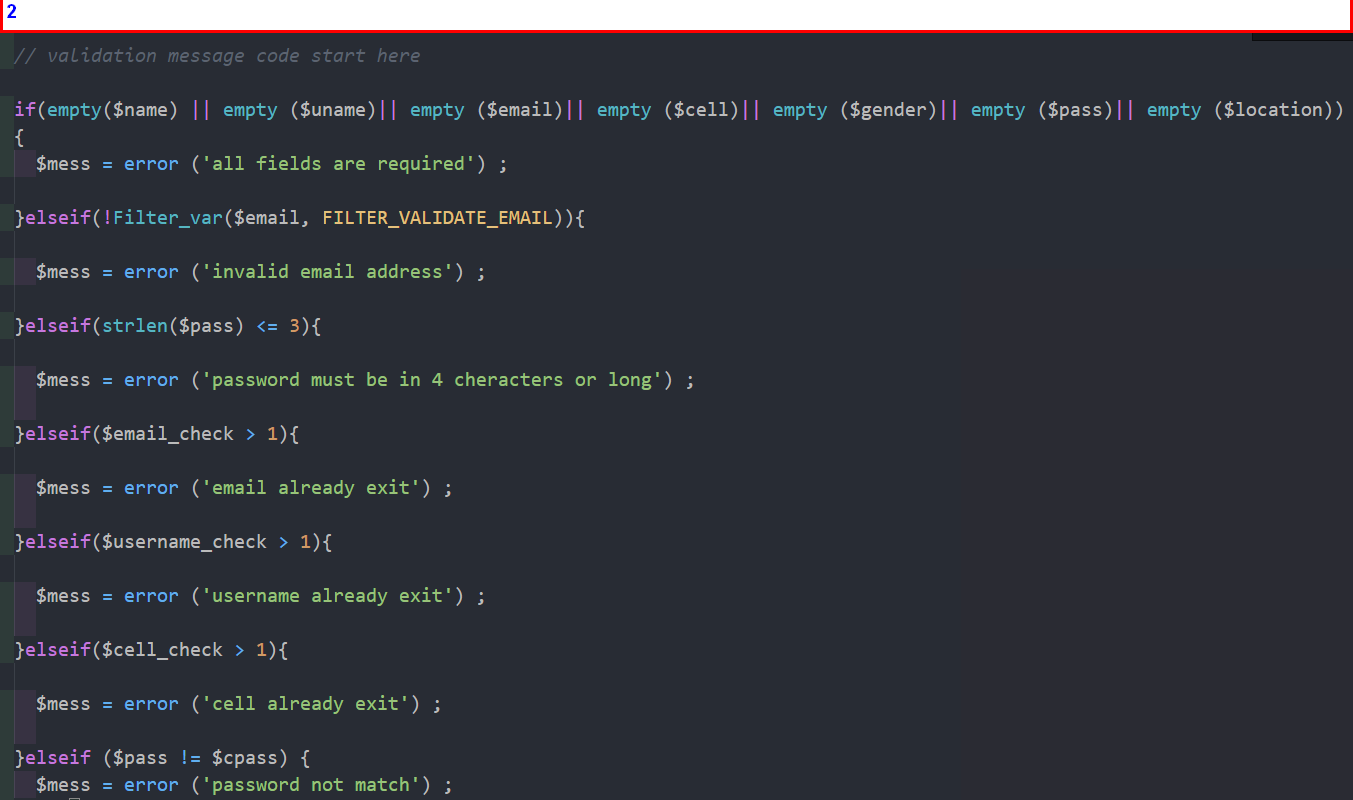 2
// validation message code start here
if(empty($name) || empty ($uname)|| empty ($email)|| empty ($cell)|| empty ($gender)|| empty ($pass)|| empty ($location))
{
$mess = error ('all fields are required') ;
}elseif(!Filter_var($email, FILTER_VALIDATE_EMAIL)){
$mess = error ('invalid email address') ;
}elseif(strlen($pass) <= 3){
$mess = error ('password must be in 4 cheracters or long') ;
}elseif($email_check > 1){
$mess = error ('email already exit') ;
}elseif($username_check > 1){
$mess = error ('username already exit') ;
}elseif($cell_check > 1){
$mess = error ('cell already exit') ;
}elseif ($pass != $cpass) {
$mess = error ('password not match') ;